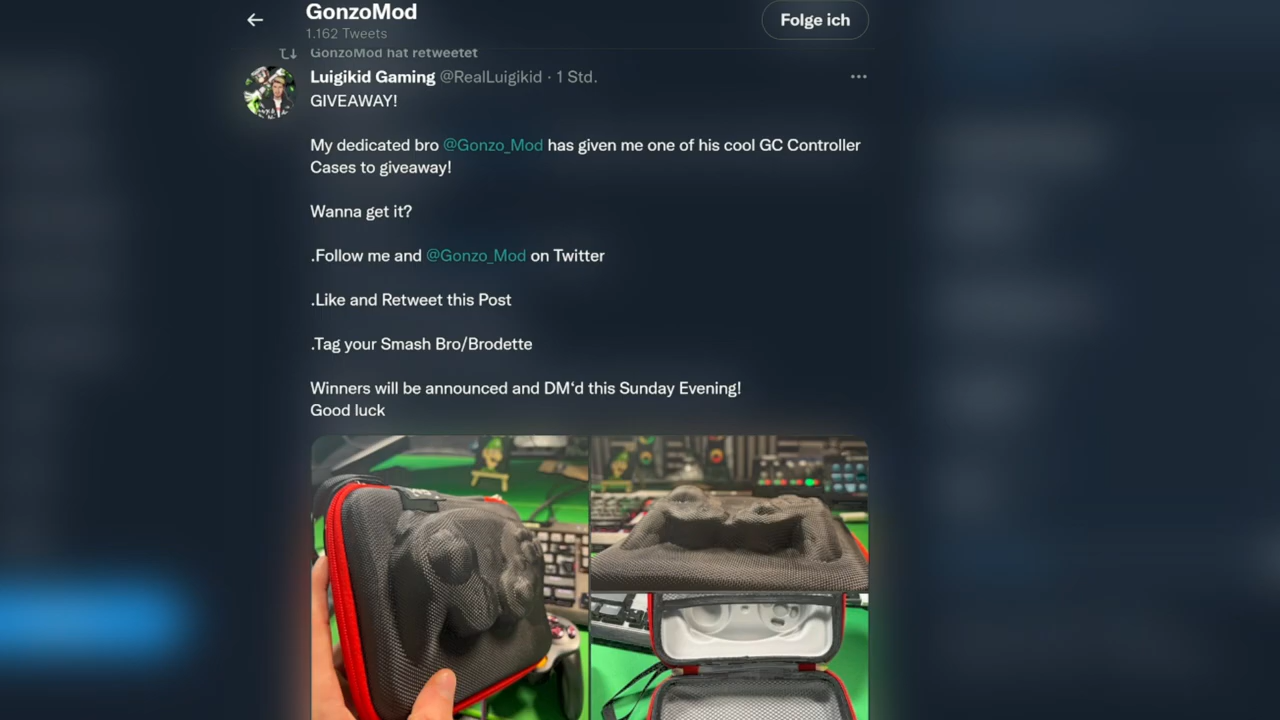 GonzoMod
1.162 Tweets
Folge ich
GonzoMod hat retweetet
Luigikid Gaming @RealLuigikid · 1 Std.
GIVEAWAY!
My dedicated bro @Gonzo_Mod has given me one of his cool GC Controller
Cases to giveaway!
Wanna get it?
.Follow me and @Gonzo_Mod on Twitter
.Like and Retweet this Post
.Tag your Smash Bro/Brodette
Winners will be announced and DM‘d this Sunday Evening!
Good luck